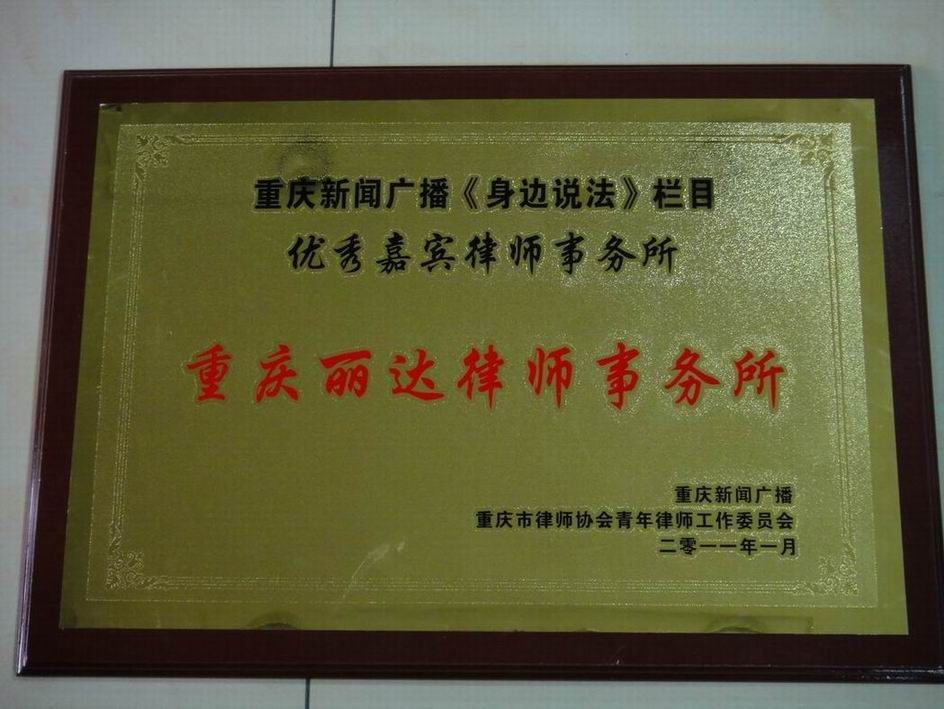 重庆新闻广播《身边说法》栏目
优秀嘉宾律师事务所
重庆丽达律师事务所
重庆新闻广播
重庆市律师协会青年律师工作委员会
二零一一年一月